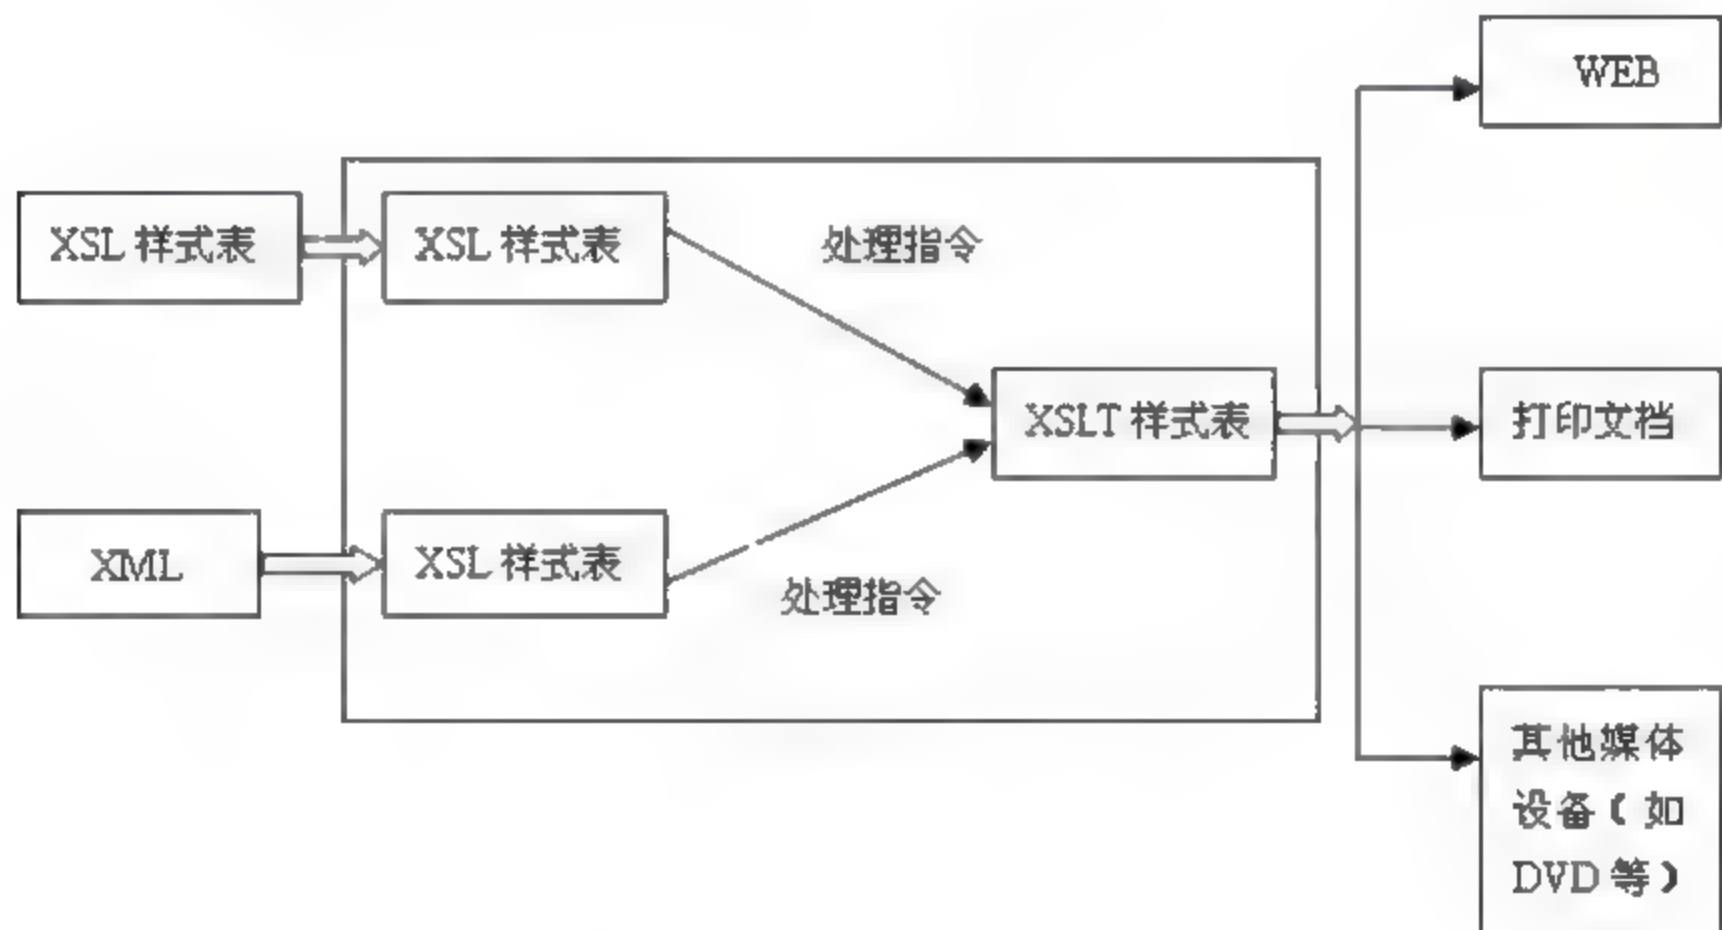 WEB
XSL 样式表
XSL 样式表
处理指令
XSLT 样式表
打印文档
XML
XSL 样式表
处理指令
其他媒体
设备（如
DVD 等）